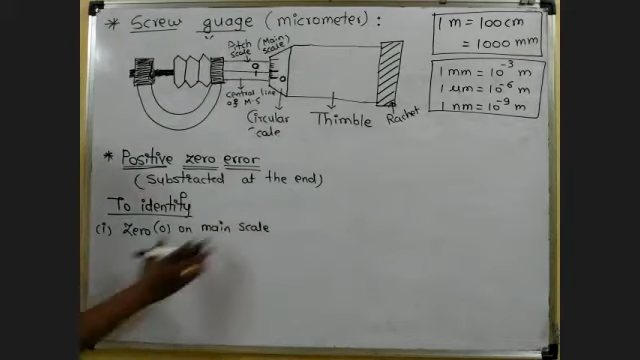 * Screw guage (micrometer) :
Pitch (Main
scale scale)
0
0
central line
of M.S
Circular
scale
Thimble
Rachet
1 m = 100 cm
= 1000 mm
1 mm = 10⁻³ m
1 μm = 10⁻⁶ m
1 nm = 10⁻⁹ m
* Positive zero error
(Substracted at the end)
To identify
(i) Zero (0) on main scale